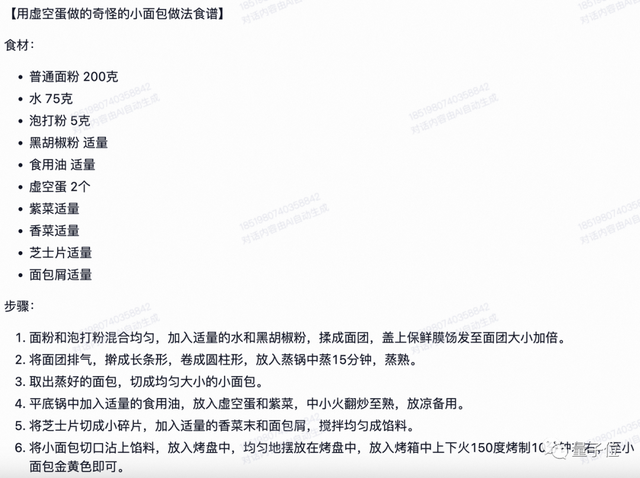 【用虚空蛋做的奇怪的小面包做法食谱】
食材：
• 普通面粉 200克
• 水 75克
• 泡打粉 5克
• 黑胡椒粉 适量
• 食用油 适量
• 虚空蛋 2个
• 紫菜适量
• 香菜适量
• 芝士片适量
• 面包屑适量
步骤：
1. 面粉和泡打粉混合均匀，加入适量的水和黑胡椒粉，揉成面团，盖上保鲜膜饧发至面团大小加倍。
2. 将面团排气，擀成长条形，卷成圆柱形，放入蒸锅中蒸15分钟，蒸熟。
3. 取出蒸好的面包，切成均匀大小的小面包。
4. 平底锅中加入适量的食用油，放入虚空蛋和紫菜，中小火翻炒至熟，放凉备用。
5. 将芝士片切成小碎片，加入适量的香菜末和面包屑，搅拌均匀成馅料。
6. 将小面包切口沾上馅料，放入烤盘中，均匀地摆放在烤盘中，放入烤箱中上下火150度烤制10分钟左右，至小
面包金黄色即可。
量子位
18519800740358842
对话内容由AI自动生成